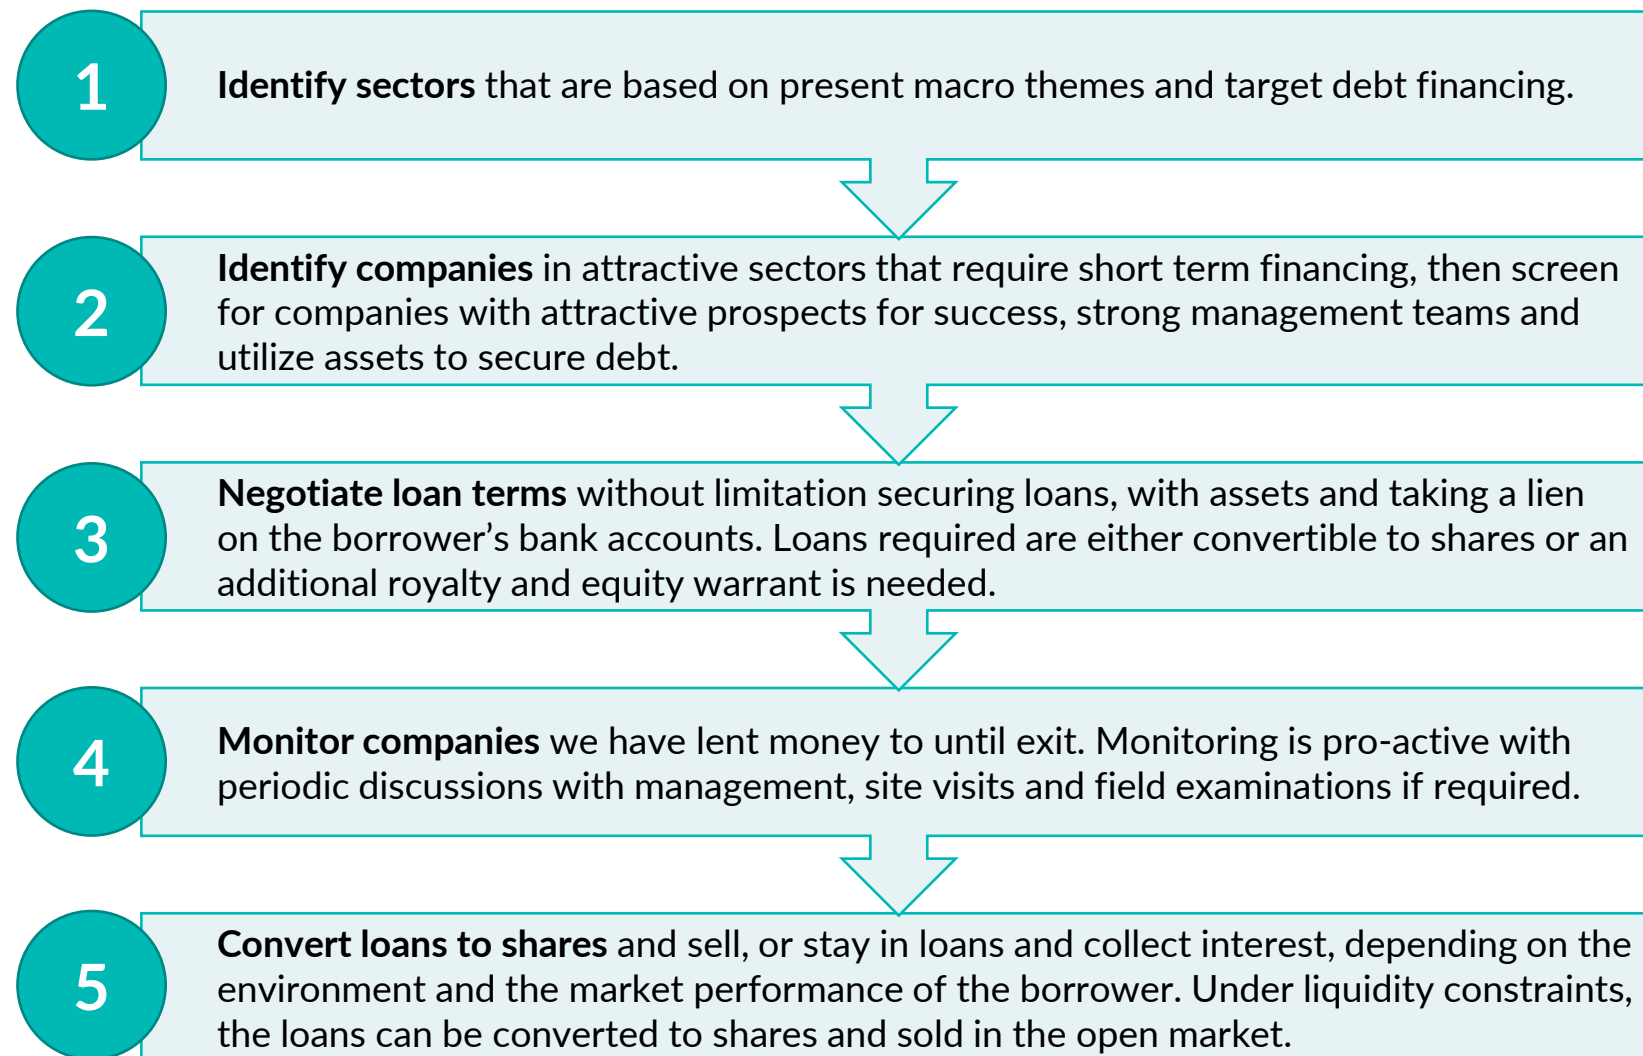 1
Identify sectors that are based on present macro themes and target debt financing.
2
Identify companies in attractive sectors that require short term financing, then screen
for companies with attractive prospects for success, strong management teams and
utilize assets to secure debt.
3
Negotiate loan terms without limitation securing loans, with assets and taking a lien
on the borrower’s bank accounts. Loans required are either convertible to shares or an
additional royalty and equity warrant is needed.
4
Monitor companies we have lent money to until exit. Monitoring is pro-active with
periodic discussions with management, site visits and field examinations if required.
5
Convert loans to shares and sell, or stay in loans and collect interest, depending on the
environment and the market performance of the borrower. Under liquidity constraints,
the loans can be converted to shares and sold in the open market.